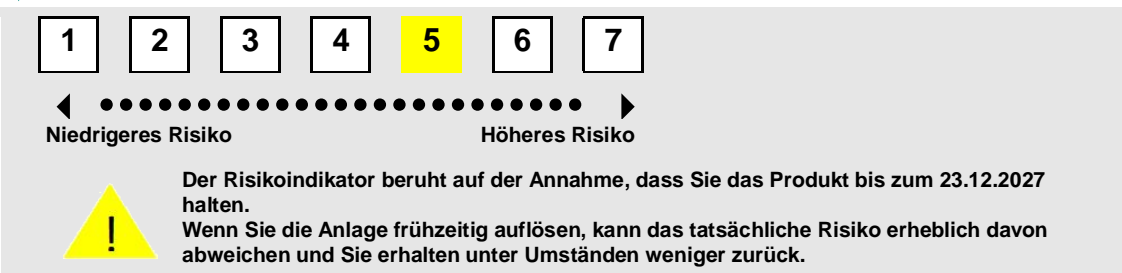 1 2 3 4 5 6 7
Niedrigeres Risiko Höheres Risiko
Der Risikoindikator beruht auf der Annahme, dass Sie das Produkt bis zum 23.12.2027
halten.
Wenn Sie die Anlage frühzeitig auflösen, kann das tatsächliche Risiko erheblich davon
abweichen und Sie erhalten unter Umständen weniger zurück.
!